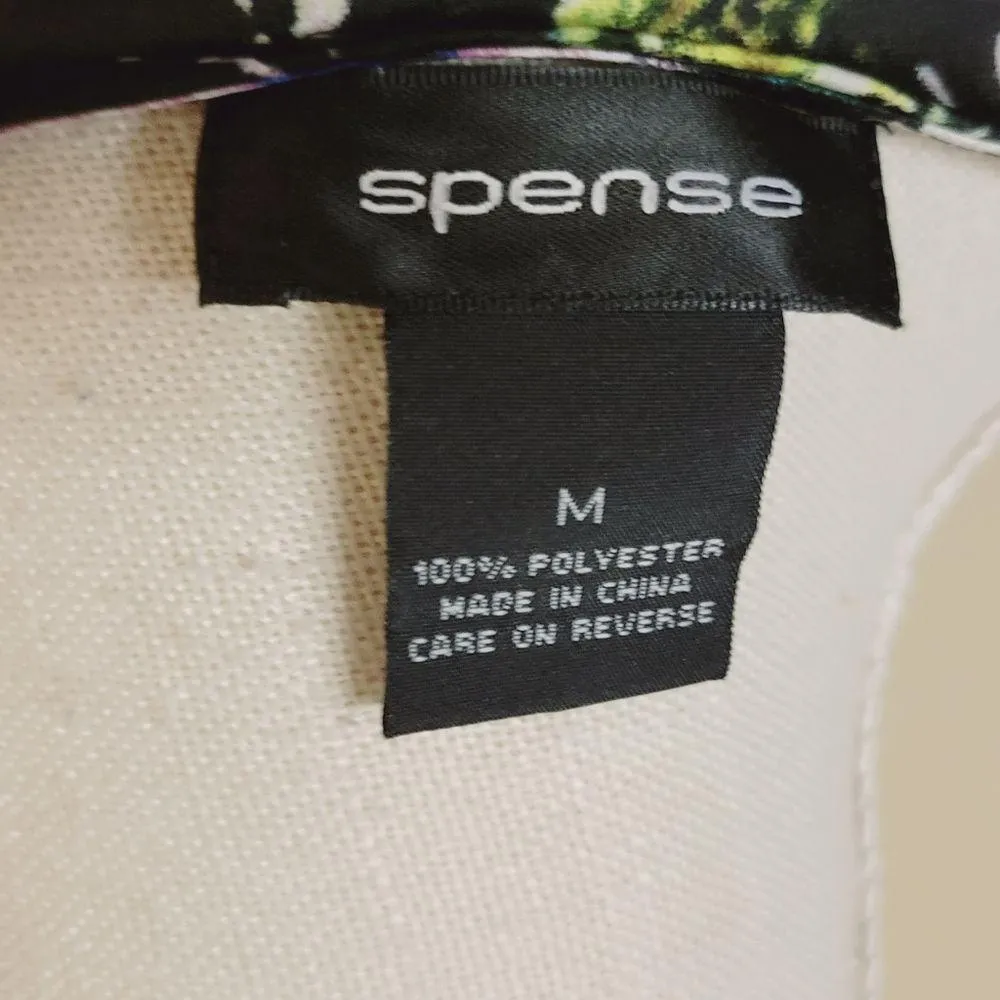 spense
M
100% POLYESTER
MADE IN CHINA
CARE ON REVERSE